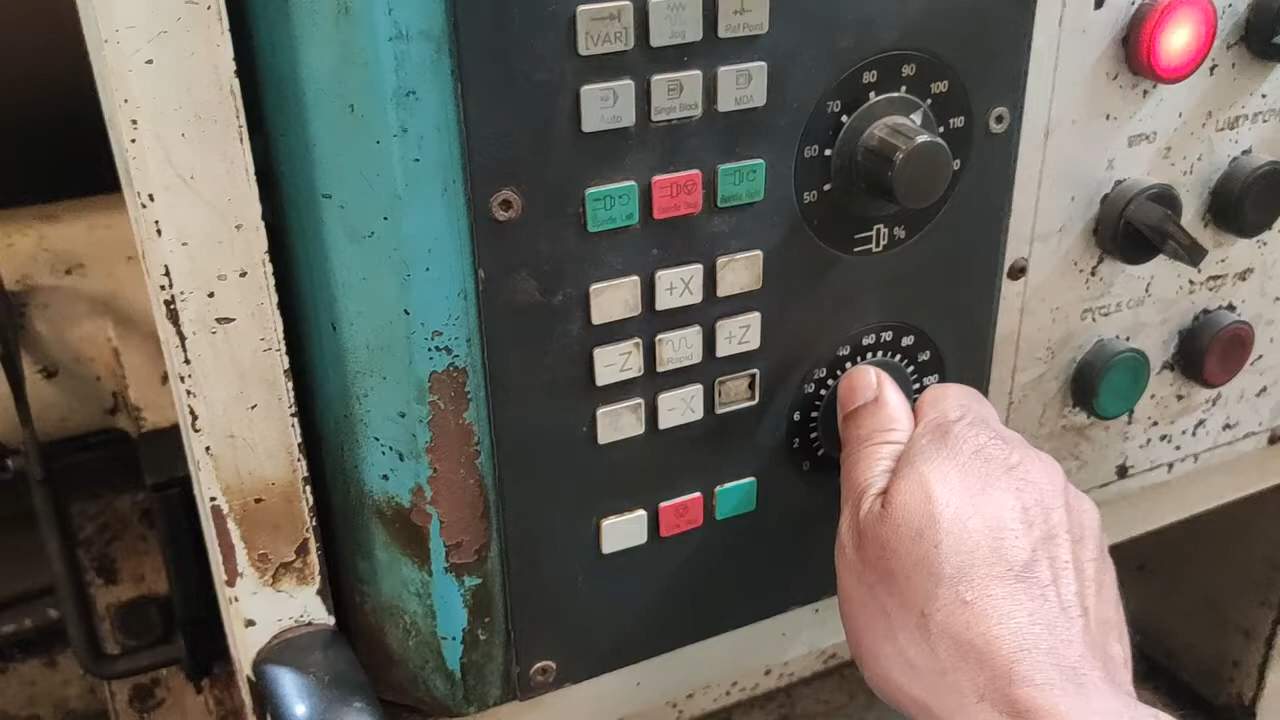 [VAR]
Jog
Ref Point
Auto
Single Block
MDA
Spindle Left
Spindle Stop
Spindle Right
+X
-Z
Rapid
+Z
-X
50 60 70 80 90 100 110
%
0 2 6 10 20 40 60 70 80 90 100
X
Z
CYCLE ON